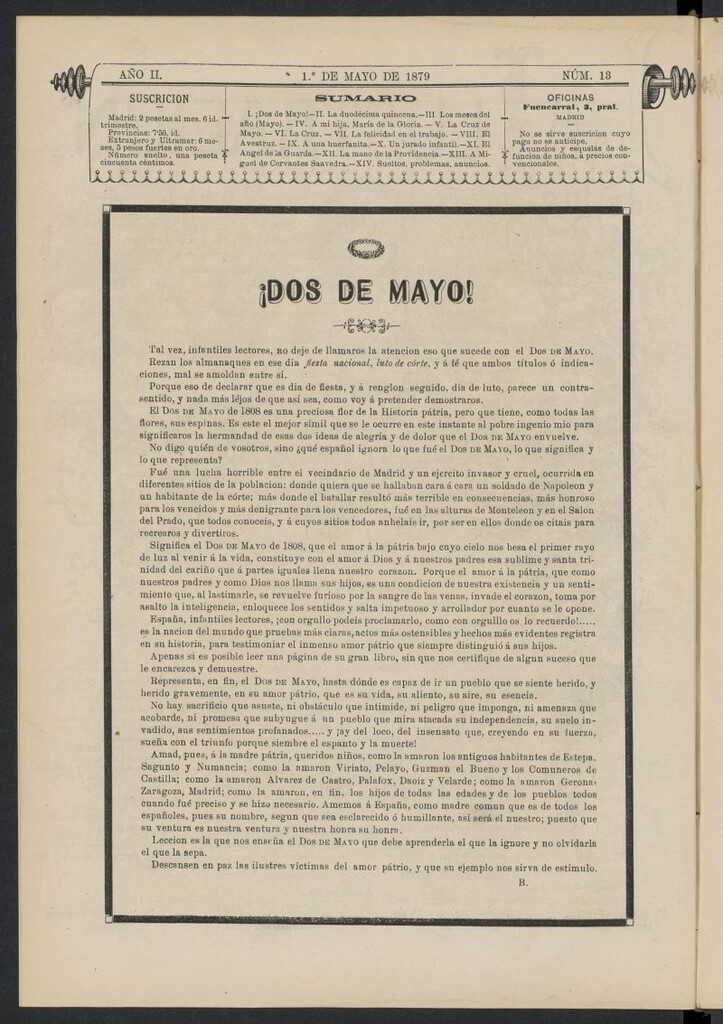 AÑO II.
1.º DE MAYO DE 1879
NÚM. 13
SUSCRICION
Madrid: 2 pesetas al mes. 6 id.
trimestre.
Provincias: 7'50, id.
Extranjero y Ultramar: 6 me-
ses, 5 pesos fuertes en oro.
Número suelto, una peseta
cincuenta céntimos.
SUMARIO
I. ¡Dos de Mayo!—II. La duodécima quincena.—III Los meses del
año (Mayo). — IV. A mi hija, María de la Gloria. — V. La Cruz de
Mayo. — VI. La Cruz. — VII. La felicidad en el trabajo. — VIII. El
Avestruz. — IX. A una huerfanita.—X. Un jurado infantil.—XI. El
Angel de la Guarda.—XII. La mano de la Providencia.—XIII. A Mi-
guel de Cervantes Saavedra.—XIV. Sueltos, problemas, anuncios.
OFICINAS
Fuencarral, 3, pral.
MADRID
No se sirve suscricion cuyo
pago no se anticipe.
Anuncios y esquelas de de-
funcion de niños, á precios con-
vencionales.
¡DOS DE MAYO!
Tal vez, infantiles lectores, no deje de llamaros la atencion eso que sucede con el DOS DE MAYO.
Rezan los almanaques en ese dia fiesta nacional, luto de córte, y á fé que ambos títulos ó indica-
ciones, mal se amoldan entre sí.
Porque eso de declarar que es dia de fiesta, y á renglon seguido, dia de luto, parece un contra-
sentido, y nada más léjos de que así sea, como voy á pretender demostraros.
El DOS DE MAYO de 1808 es una preciosa flor de la Historia pátria, pero que tiene, como todas las
flores, sus espinas. Es este el mejor símil que se le ocurre en este instante al pobre ingenio mio para
significaros la hermandad de esas dos ideas de alegría y de dolor que el DOS DE MAYO envuelve.
No digo quién de vosotros, sino ¿qué español ignora lo que fué el DOS DE MAYO, lo que significa y
lo que representa?
Fué una lucha horrible entre el vecindario de Madrid y un ejercito invasor y cruel, ocurrida en
diferentes sitios de la poblacion: donde quiera que se hallaban cara á cara un soldado de Napoleon y
un habitante de la córte; más donde el batallar resultó más terrible en consecuencias, más honroso
para los vencidos y más denigrante para los vencedores, fué en las alturas de Monteleon y en el Salon
del Prado, que todos conoceis, y á cuyos sitios todos anhelais ir, por ser en ellos donde os citais para
recrearos y divertiros.
Significa el DOS DE MAYO de 1808, que el amor á la pátria bajo cuyo cielo nos besa el primer rayo
de luz al venir á la vida, constituye con el amor á Dios y á nuestros padres esa sublime y santa tri-
nidad del cariño que á partes iguales llena nuestro corazon. Porque el amor á la pátria, que como
nuestros padres y como Dios nos llama sus hijos, es una condicion de nuestra existencia y un senti-
miento que, al lastimarle, se revuelve furioso por la sangre de las venas, invade el corazon, toma por
asalto la inteligencia, enloquece los sentidos y salta impetuoso y arrollador por cuanto se le opone.
España, infantiles lectores, ¡con orgullo podeis proclamarlo, como con orgulllo os lo recuerdo!.....
es la nacion del mundo que pruebas más claras, actos más ostensibles y hechos más evidentes registra
en su historia, para testimoniar el inmenso amor pátrio que siempre distinguió á sus hijos.
Apenas si es posible leer una página de su gran libro, sin que nos certifique de algun suceso que
le encarezca y demuestre.
Representa, en fin, el DOS DE MAYO, hasta dónde es capaz de ir un pueblo que se siente herido, y
herido gravemente, en su amor pátrio, que es su vida, su aliento, su aire, su esencia.
No hay sacrificio que asuste, ni obstáculo que intimide, ni peligro que imponga, ni amenaza que
acobarde, ni promesa que subyugue á un pueblo que mira atacada su independencia, su suelo in-
vadido, sus sentimientos profanados..... y ¡ay del loco, del insensato que, creyendo en su fuerza,
sueña con el triunfo porque siembre el espanto y la muerte!
Amad, pues, á la madre pátria, queridos niños, como la amaron los antiguos habitantes de Estepa,
Sagunto y Numancia; como la amaron Viriato, Pelayo, Guzman el Bueno y los Comuneros de
Castilla; como la amaron Alvarez de Castro, Palafox, Daoiz y Velarde; como la amaron Gerona,
Zaragoza, Madrid; como la amaron, en fin, los hijos de todas las edades y de los pueblos todos
cuando fué preciso y se hizo necesario. Amemos á España, como madre comun que es de todos los
españoles, pues su nombre, segun que sea esclarecido ó humillante, así será el nuestro; puesto que
su ventura es nuestra ventura y nuestra honra su honra.
Leccion es la que nos enseña el DOS DE MAYO que debe aprenderla el que la ignore y no olvidarla
el que la sepa.
Descansen en paz las ilustres víctimas del amor pátrio, y que su ejemplo nos sirva de estímulo.
R.